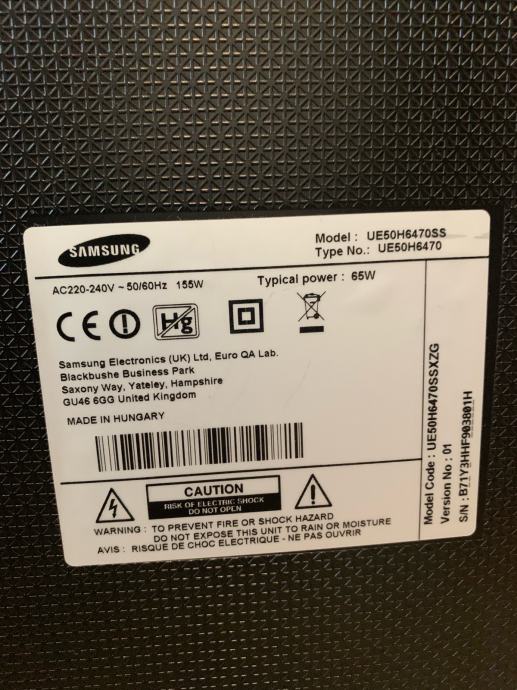 SAMSUNG
Model : UE50H6470SS
Type No.: UE50H6470
AC220-240V ~ 50/60Hz 155W
Typical power : 65W
CE
Hg
Samsung Electronics (UK) Ltd, Euro QA Lab.
Blackbushe Business Park
Saxony Way, Yateley, Hampshire
GU46 6GG United Kingdom
MADE IN HUNGARY
CAUTION
RISK OF ELECTRIC SHOCK
DO NOT OPEN
WARNING : TO PREVENT FIRE OR SHOCK HAZARD
DO NOT EXPOSE THIS UNIT TO RAIN OR MOISTURE
AVIS : RISQUE DE CHOC ELECTRIQUE - NE PAS OUVRIR
Model Code : UE50H6470SSXZG
Version No : 01
S/N : B71Y3HHF903801H